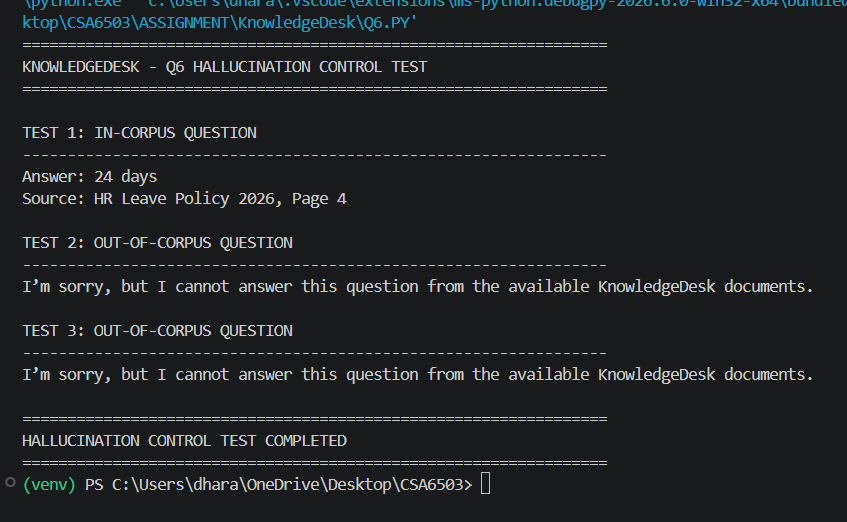 \python.exe' 'c:\Users\dhara\.vscode\extensions\ms-python.debugpy-2026.6.0-win32-x64\bundled
ktop\CSA6503\ASSIGNMENT\KnowledgeDesk\Q6.PY'
=================================================================
KNOWLEDGEDESK - Q6 HALLUCINATION CONTROL TEST
=================================================================
TEST 1: IN-CORPUS QUESTION
-----------------------------------------------------------------
Answer: 24 days
Source: HR Leave Policy 2026, Page 4
TEST 2: OUT-OF-CORPUS QUESTION
-----------------------------------------------------------------
I’m sorry, but I cannot answer this question from the available KnowledgeDesk documents.
TEST 3: OUT-OF-CORPUS QUESTION
-----------------------------------------------------------------
I’m sorry, but I cannot answer this question from the available KnowledgeDesk documents.
=================================================================
HALLUCINATION CONTROL TEST COMPLETED
=================================================================
(venv) PS C:\Users\dhara\OneDrive\Desktop\CSA6503>